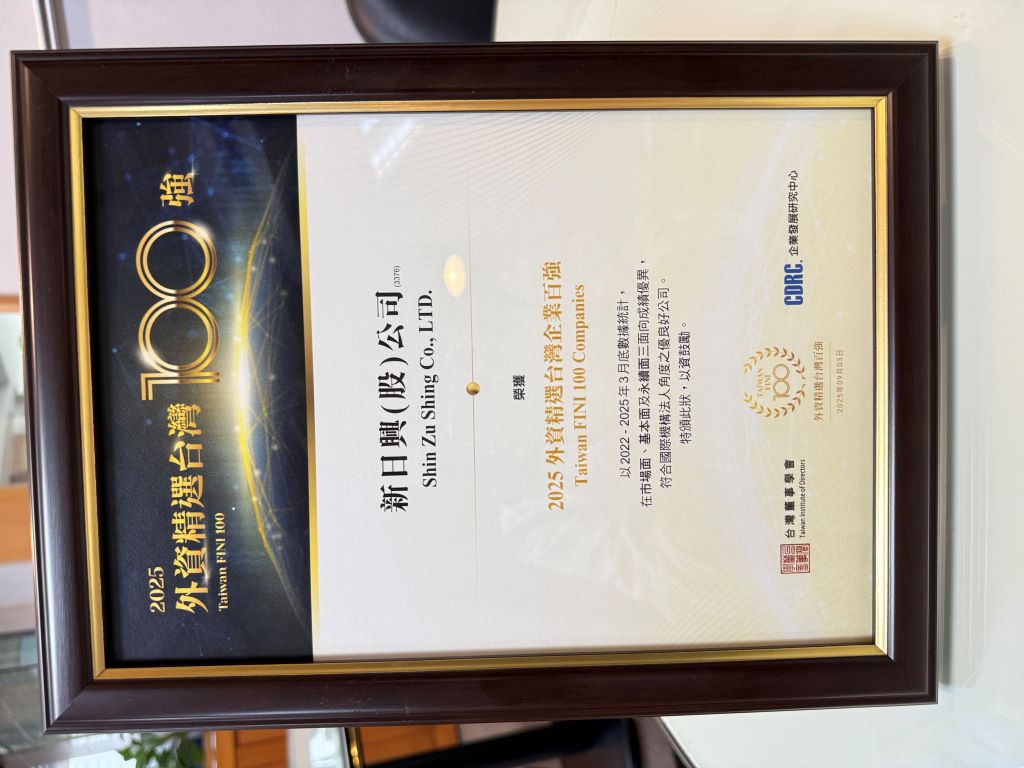 2025
外資精選台灣100強
Taiwan FINI 100
新日興(股)公司(3376)
Shin Zu Shing Co., LTD.
榮獲
2025 外資精選台灣企業百強
Taiwan FINI 100 Companies
以 2022 - 2025 年 3 月底數據統計，
在市場面、基本面及永續面三面向成績優異，
符合國際機構法人角度之優良好公司。
特頒此狀，以資鼓勵。
台灣董事學會
Taiwan Institute of Directors
TAIWAN
FINI
100
外資精選台灣百強
2025年09月03日
CDRC® 企業發展研究中心